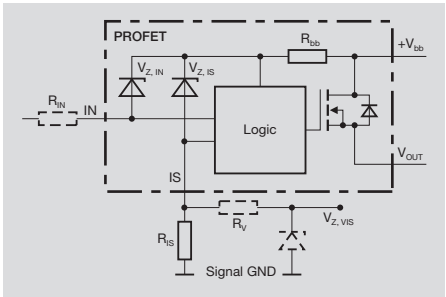 PROFET
R_bb
+V_bb
V_Z, IN
V_Z, IS
R_IN
IN
Logic
V_OUT
IS
R_V
V_Z, VIS
R_IS
Signal GND